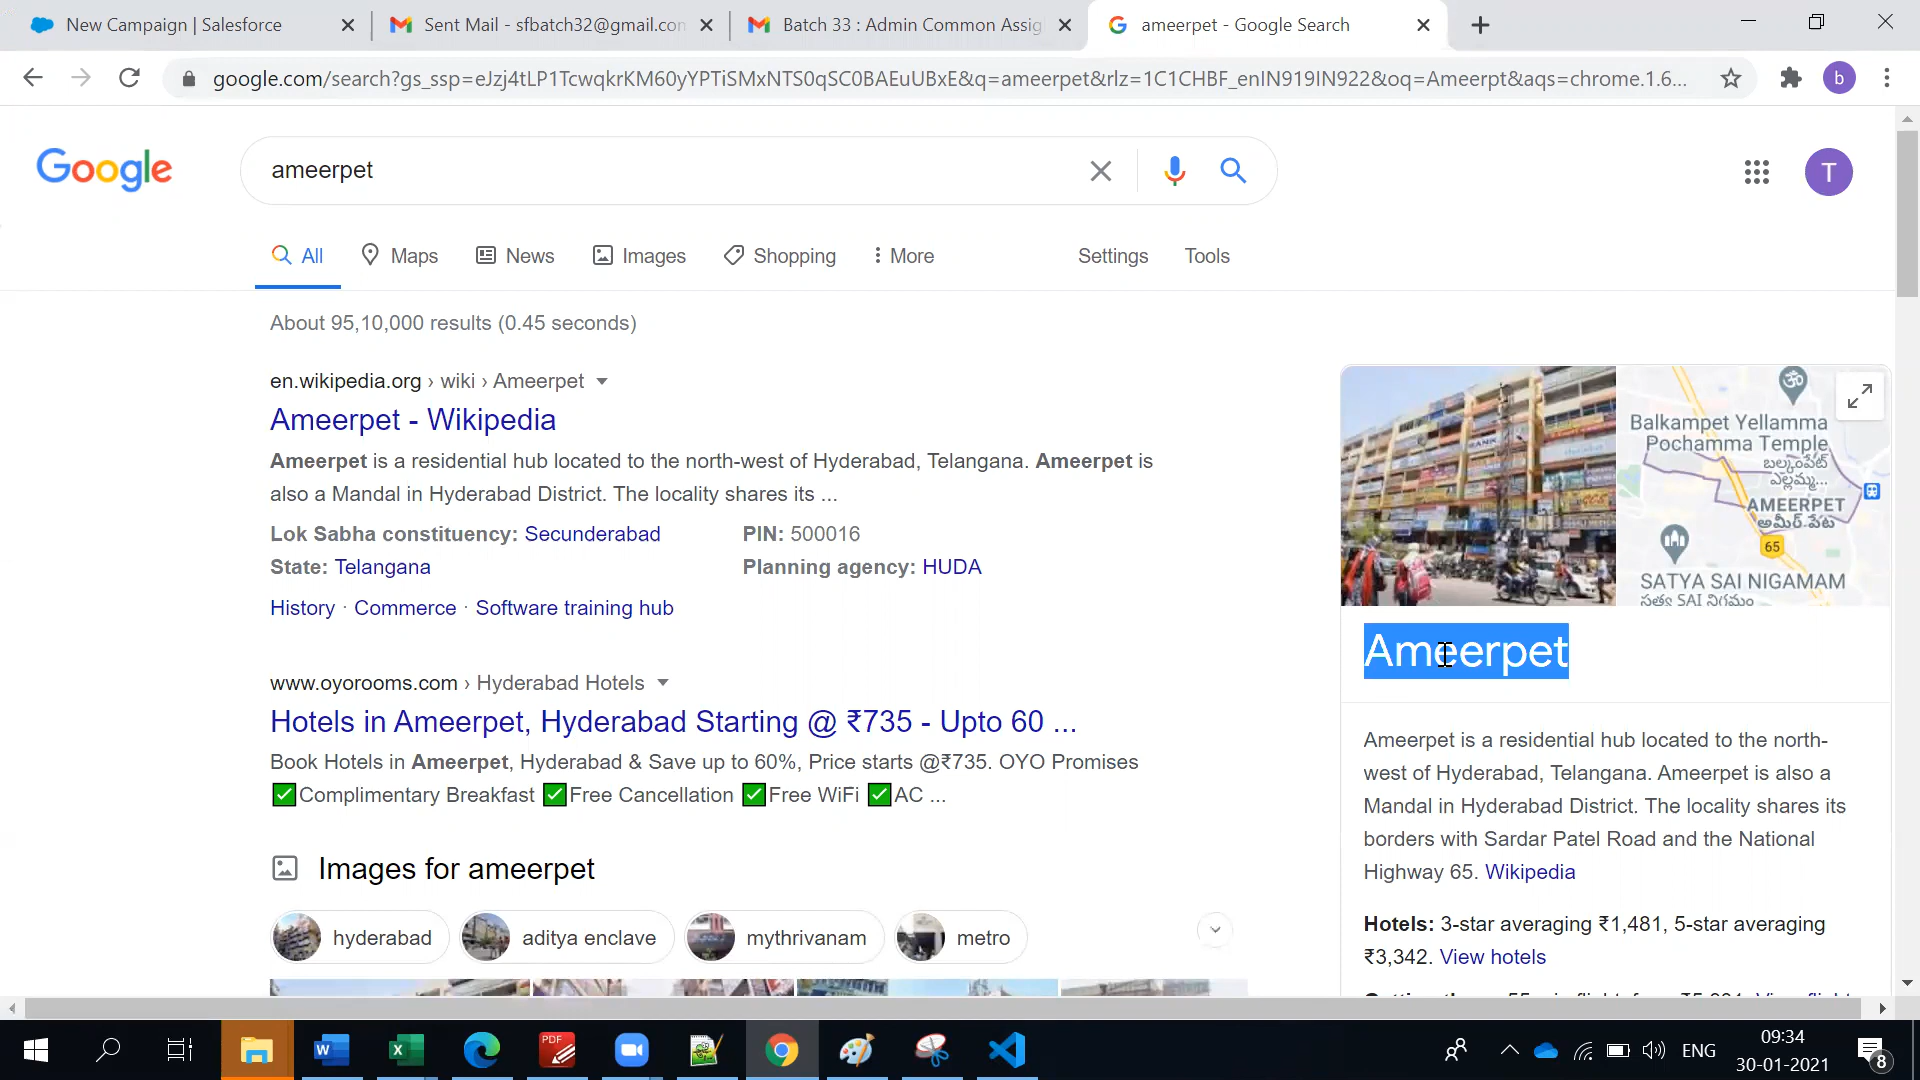 New Campaign | Salesforce
Sent Mail - sfbatch32@gmail.con
Batch 33 : Admin Common Assig
ameerpet - Google Search
google.com/search?gs_ssp=eJzj4tLP1TcwqkrKM60yYPTiSMxNTS0qSC0BAEuUBxE&q=ameerpet&rlz=1C1CHBF_enIN919IN922&oq=Ameerpt&aqs=chrome.1.6...
b
Google
ameerpet
T
All
Maps
News
Images
Shopping
More
Settings
Tools
About 95,10,000 results (0.45 seconds)
en.wikipedia.org › wiki › Ameerpet
Ameerpet - Wikipedia
Ameerpet is a residential hub located to the north-west of Hyderabad, Telangana. Ameerpet is
also a Mandal in Hyderabad District. The locality shares its ...
Lok Sabha constituency: Secunderabad
PIN: 500016
State: Telangana
Planning agency: HUDA
History · Commerce · Software training hub
www.oyorooms.com › Hyderabad Hotels
Hotels in Ameerpet, Hyderabad Starting @ ₹735 - Upto 60 ...
Book Hotels in Ameerpet, Hyderabad & Save up to 60%, Price starts @₹735. OYO Promises
✅Complimentary Breakfast ✅Free Cancellation ✅Free WiFi ✅AC ...
Images for ameerpet
hyderabad
aditya enclave
mythrivanam
metro
Balkampet Yellamma
Pochamma Temple
బల్కంపేట్
ఎల్లమ్మ...
AMEERPET
అమీర్‌పేట
65
SATYA SAI NIGAMAM
సత్య SAI నిగమం
Ameerpet
Ameerpet is a residential hub located to the north-
west of Hyderabad, Telangana. Ameerpet is also a
Mandal in Hyderabad District. The locality shares its
borders with Sardar Patel Road and the National
Highway 65. Wikipedia
Hotels: 3-star averaging ₹1,481, 5-star averaging
₹3,342. View hotels
ENG
09:34
30-01-2021
8